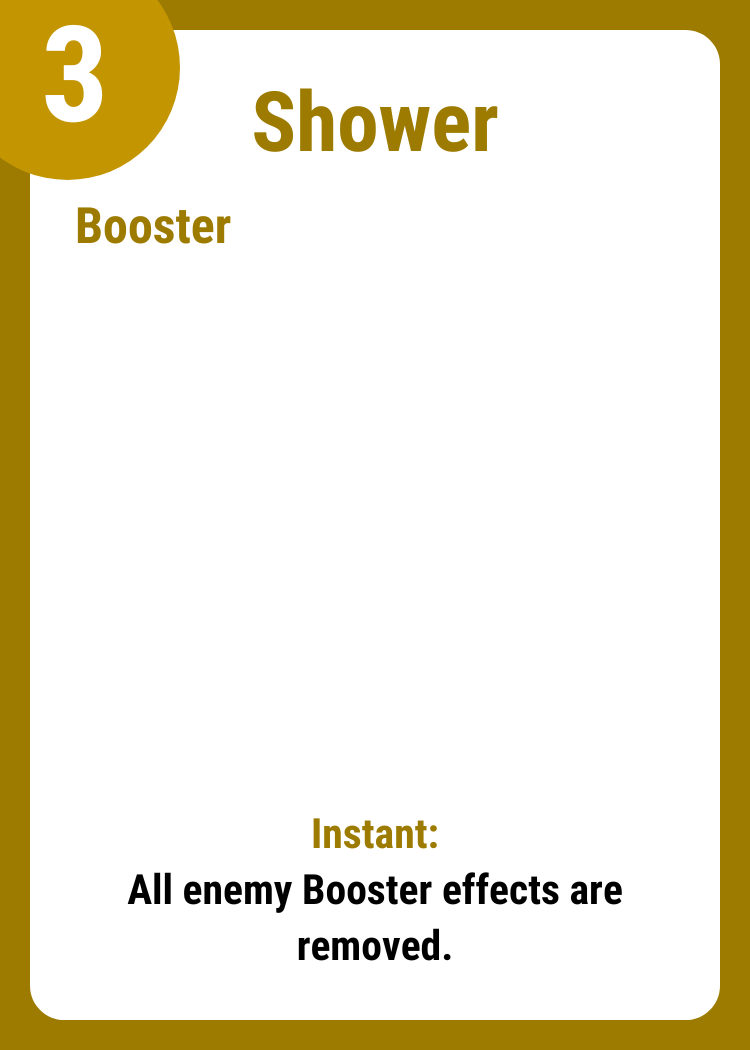 3
Shower
Booster
Instant:
All enemy Booster effects are
removed.